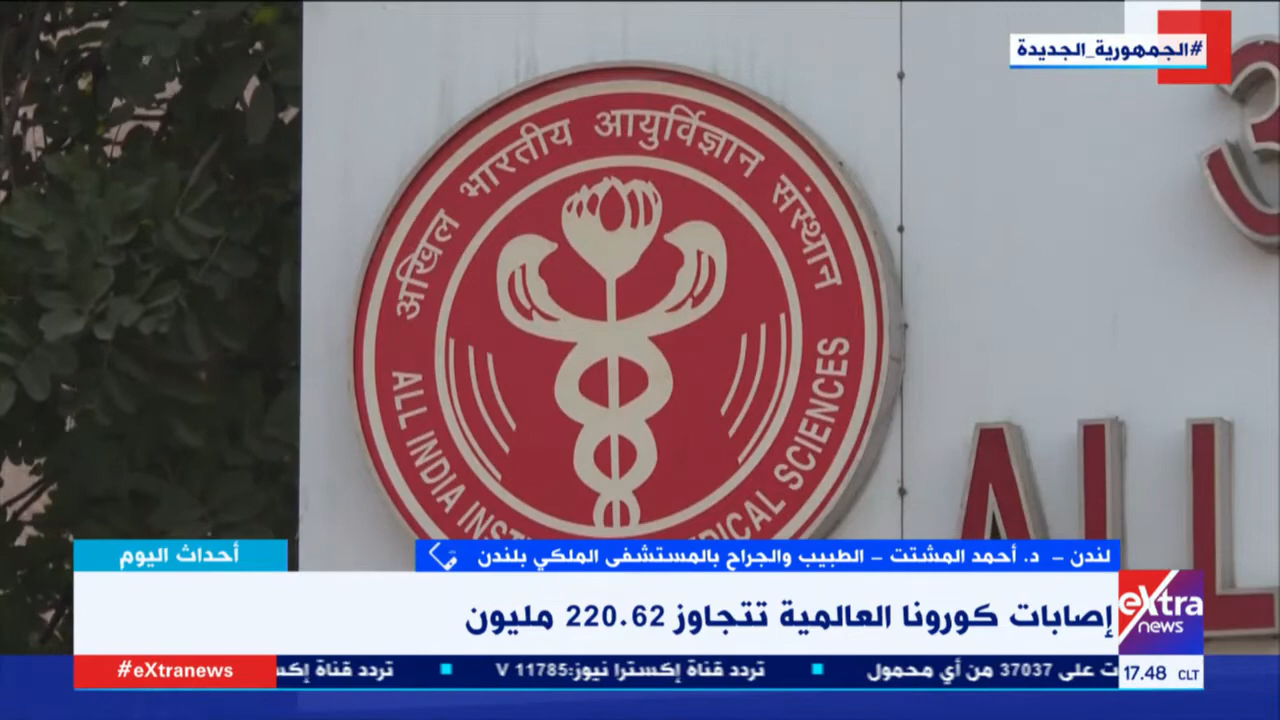 #الجمهورية_الجديدة
अखिल भारतीय आयुर्विज्ञान संस्थान
ALL INDIA MEDICAL SCIENCES
ALL
أحداث اليوم
لندن - د. أحمد المشتت - الطبيب والجراح بالمستشفى الملكي بلندن
إصابات كورونا العالمية تتجاوز 220.62 مليون
eXtra news
#eXtranews
على 37037 من أي محمول
تردد قناة إكسترا نيوز:11785 V
تردد قناة
17.48 CLT